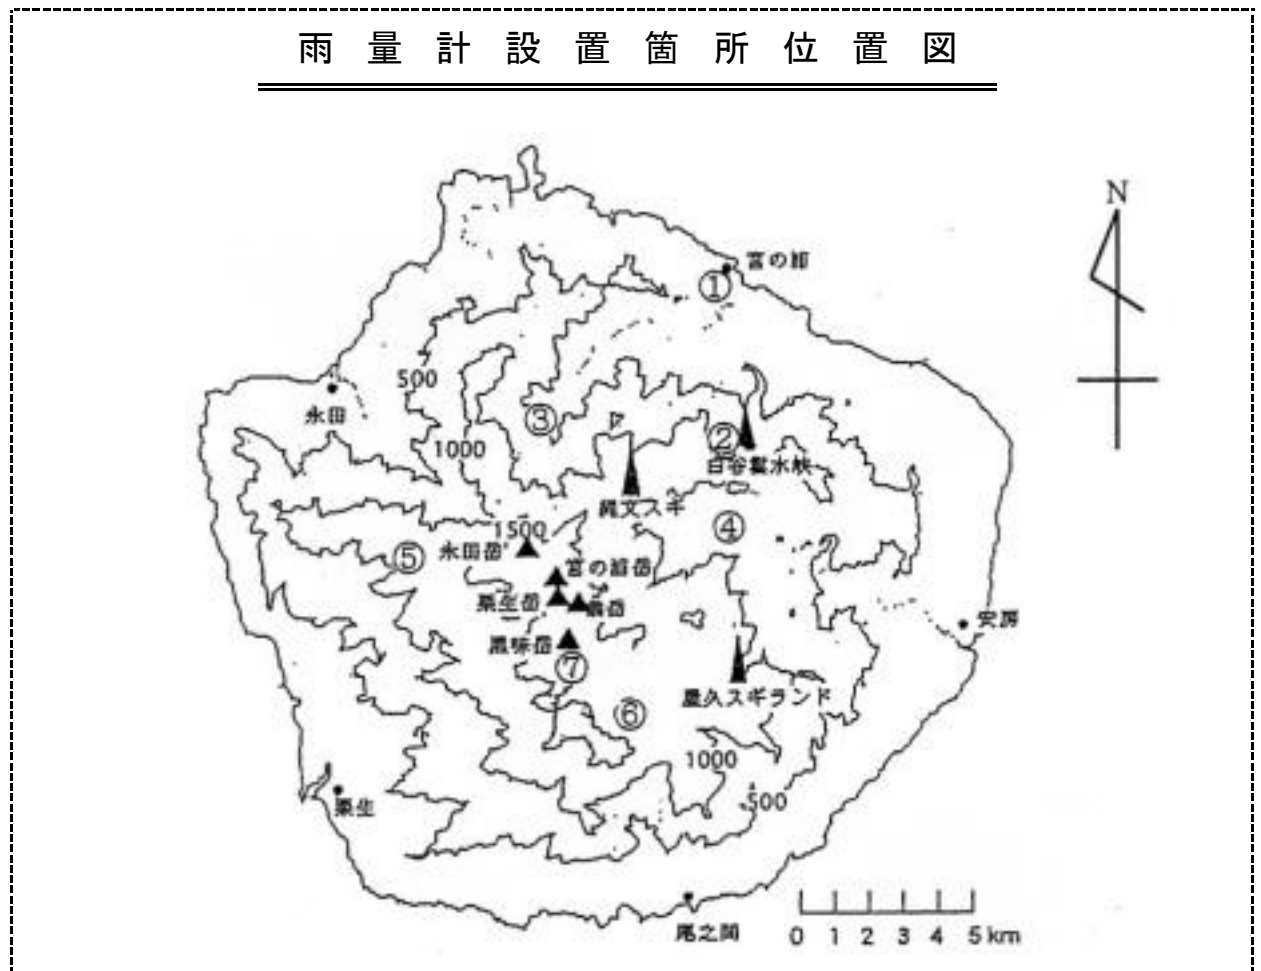 雨量計設置箇所位置図
N
宮の浦
①
500
永田
③
②
1000
白谷雲水峡
縄文スギ
1500
④
永田岳
⑤
宮の浦岳
栗生岳
翁岳
安房
黒味岳
⑦
屋久スギランド
⑥
1000
500
栗生
尾之間
0 1 2 3 4 5km